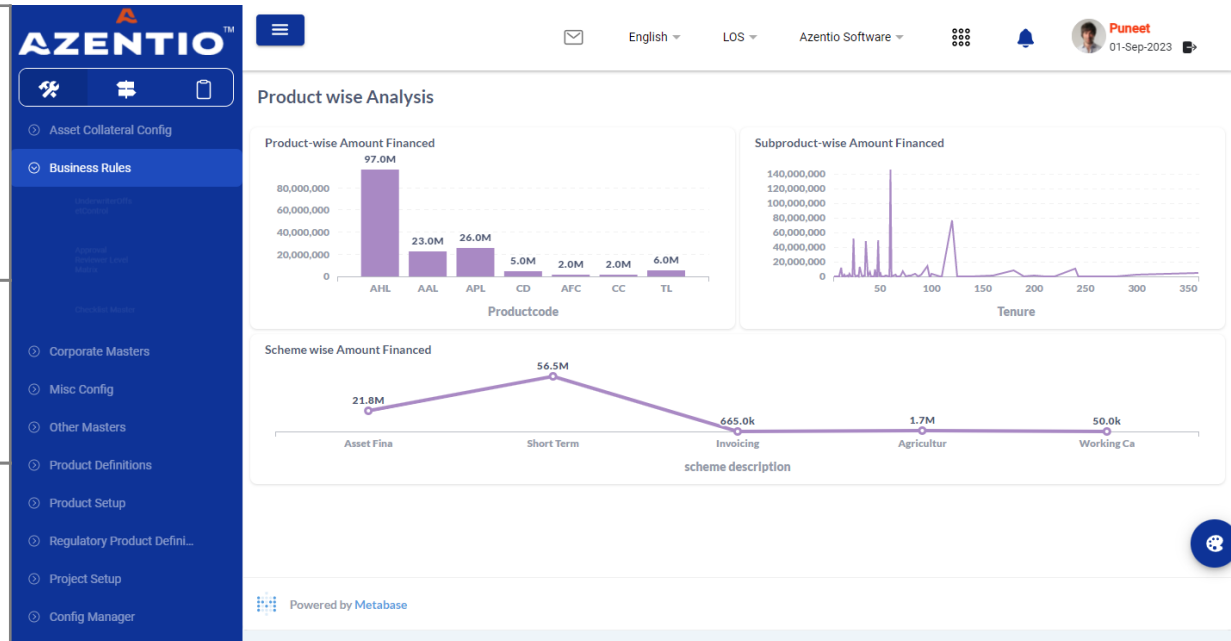 AZENTIO™
English
LOS
Azentio Software
Puneet
01-Sep-2023
Asset Collateral Config
Business Rules
Approval
Business Level
Matrix
Checklist Master
Corporate Masters
Misc Config
Other Masters
Product Definitions
Product Setup
Regulatory Product Defini...
Project Setup
Config Manager
Product wise Analysis
Product-wise Amount Financed
97.0M
80,000,000
60,000,000
40,000,000
20,000,000
0
23.0M
26.0M
5.0M
2.0M
2.0M
6.0M
AHL
AAL
APL
CD
AFC
CC
TL
Productcode
Subproduct-wise Amount Financed
140,000,000
120,000,000
100,000,000
80,000,000
60,000,000
40,000,000
20,000,000
0
50
100
150
200
250
300
350
Tenure
Scheme wise Amount Financed
21.8M
56.5M
665.0k
1.7M
50.0k
Asset Fina
Short Term
Invoicing
Agricultur
Working Ca
scheme description
Powered by Metabase